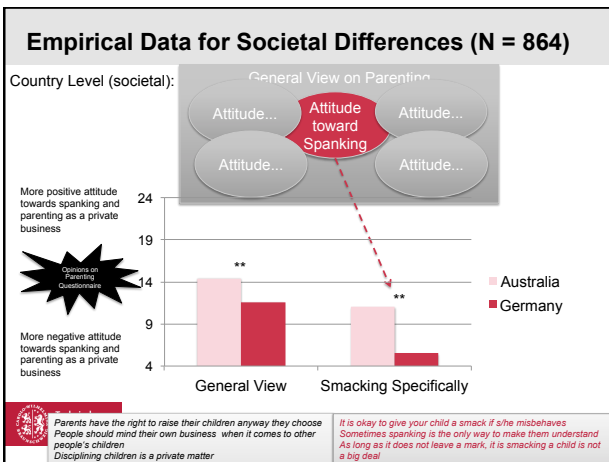 Empirical Data for Societal Differences (N = 864)
Country Level (societal):
General View on Parenting
Attitude...
Attitude
toward
Spanking
Attitude...
Attitude...
Attitude...
More positive attitude
towards spanking and
parenting as a private
business
Opinions on
Parenting
Questionnaire
More negative attitude
towards spanking and
parenting as a private
business
24
19
14
9
4
**
**
Australia
Germany
General View
Smacking Specifically
Parents have the right to raise their children anyway they choose
People should mind their own business when it comes to other
people's children
Disciplining children is a private matter
It is okay to give your child a smack if s/he misbehaves
Sometimes spanking is the only way to make them understand
As long as it does not leave a mark, it is smacking a child is not
a big deal